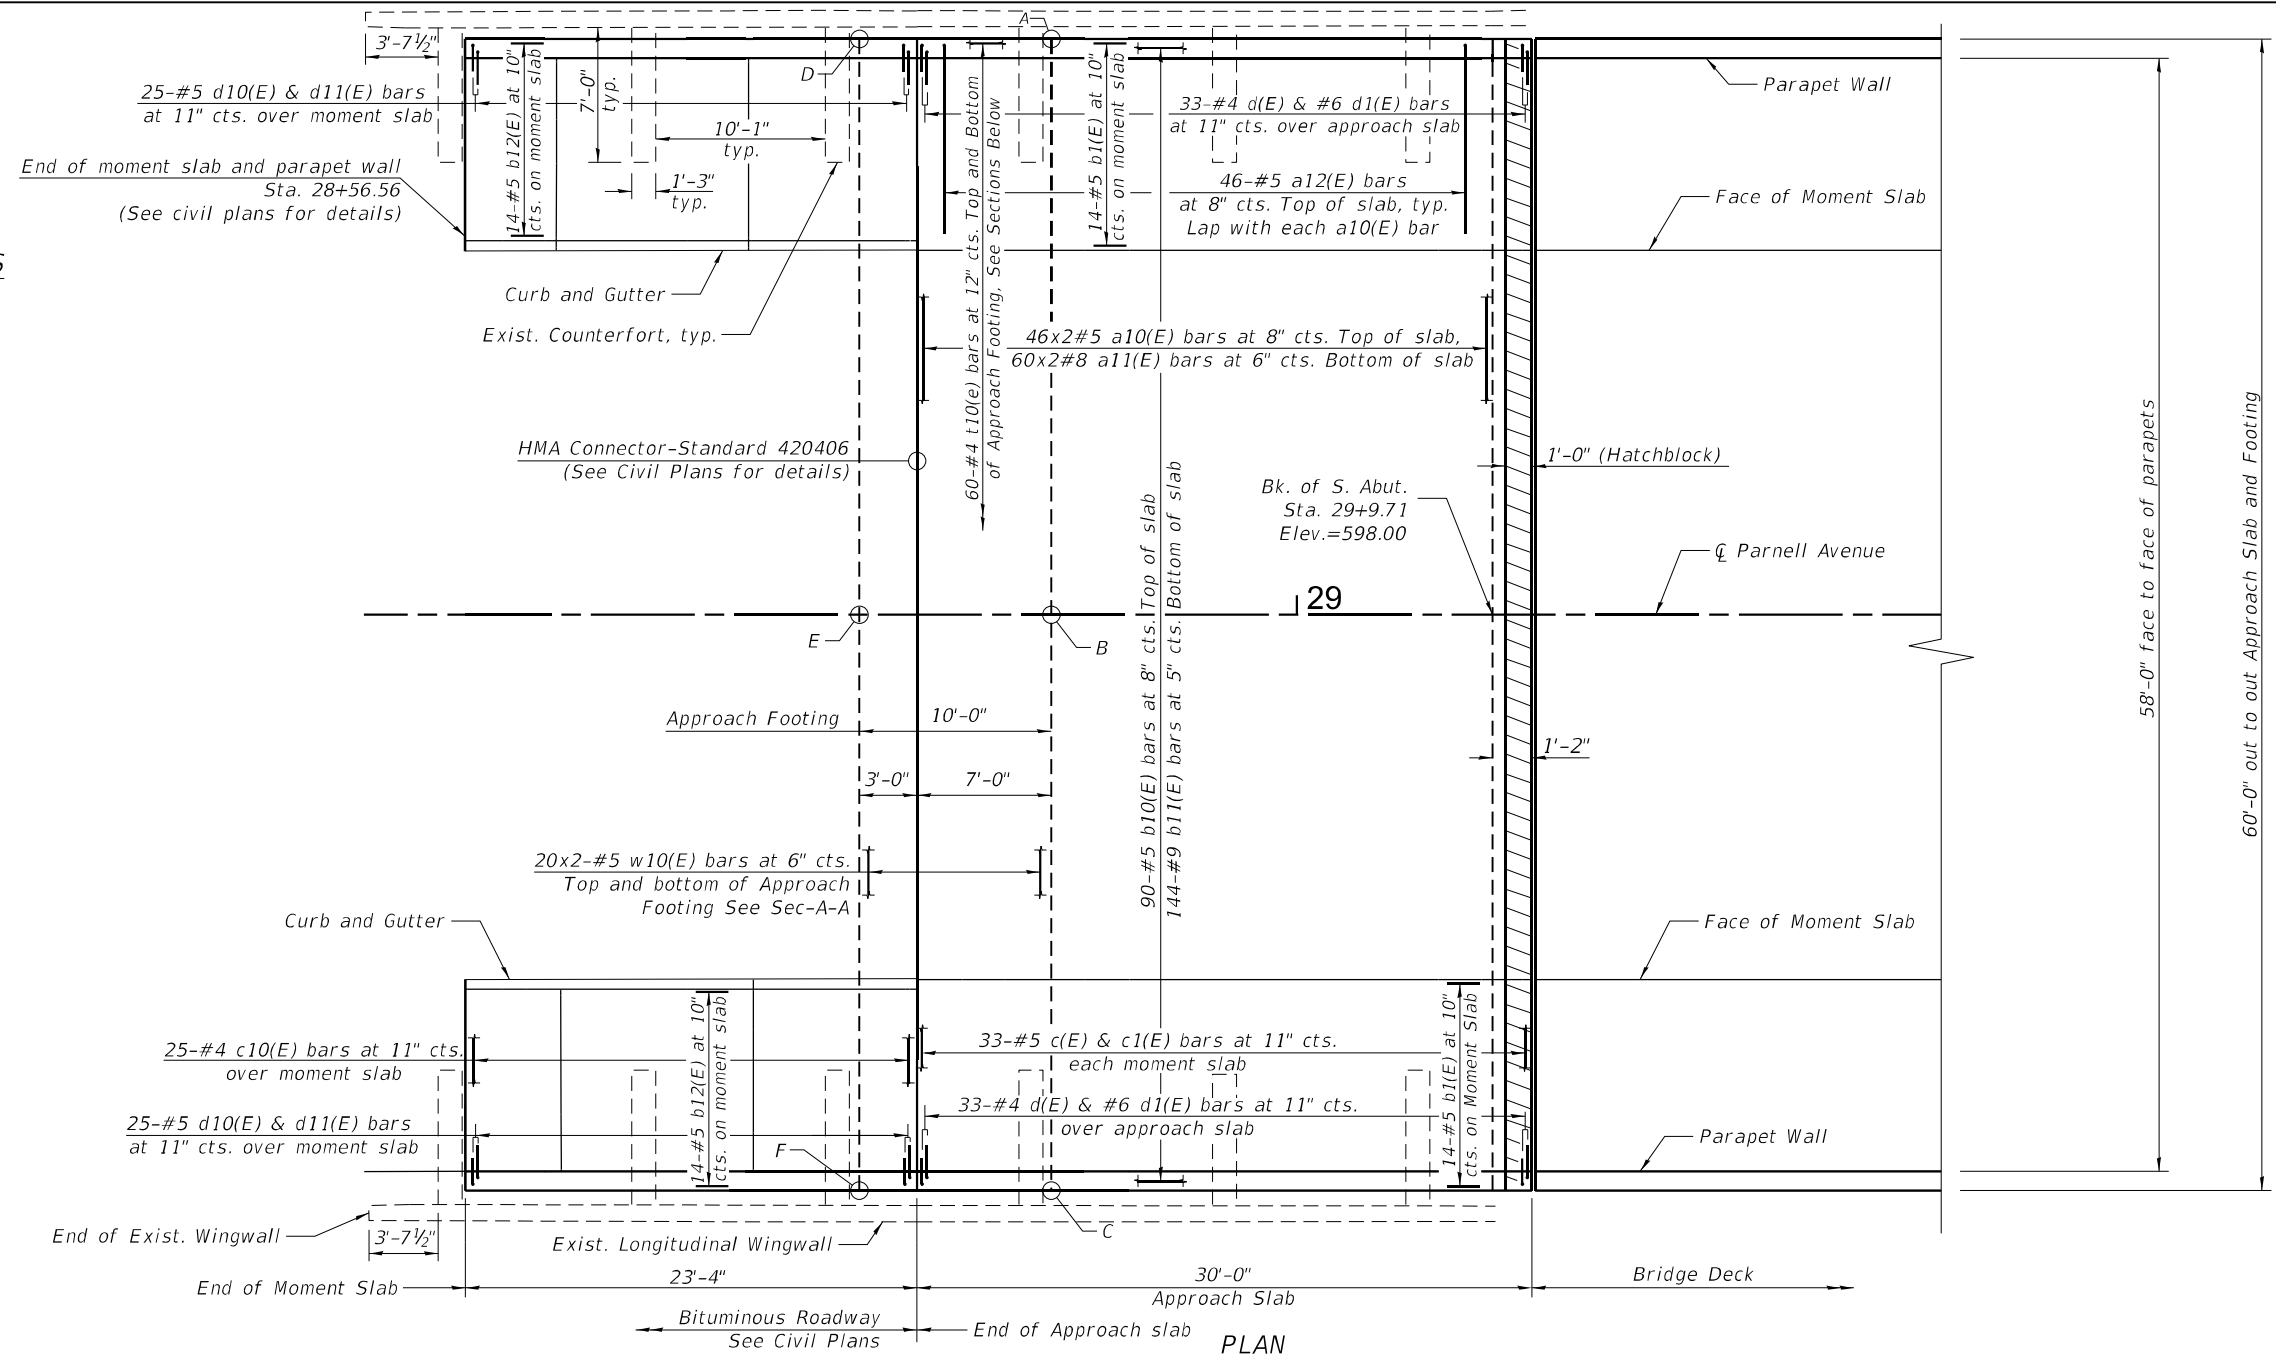 A
3'-7½"
D
14-#5 b12(E) at 10"
cts. on moment slab
7'-0"
typ.
25-#5 d10(E) & d11(E) bars
at 11" cts. over moment slab
10'-1"
typ.
1'-3"
typ.
End of moment slab and parapet wall
Sta. 28+56.56
(See civil plans for details)
60-#4 t10(e) bars at 12" cts. Top and Bottom
of Approach Footing. See Sections Below
14-#5 b1(E) at 10"
cts. on moment slab
33-#4 d(E) & #6 d1(E) bars
at 11" cts. over approach slab
46-#5 a12(E) bars
at 8" cts. Top of slab, typ.
Lap with each a10(E) bar
Parapet Wall
Face of Moment Slab
S
Curb and Gutter
Exist. Counterfort, typ.
46x2#5 a10(E) bars at 8" cts. Top of slab,
60x2#8 a11(E) bars at 6" cts. Bottom of slab
HMA Connector-Standard 420406
(See Civil Plans for details)
1'-0" (Hatchblock)
Bk. of S. Abut.
Sta. 29+9.71
Elev.=598.00
℄ Parnell Avenue
29
E
B
90-#5 b10(E) bars at 8" cts. Top of slab
144-#9 b11(E) bars at 5" cts. Bottom of slab
58'-0" face to face of parapets
60'-0" out to out Approach Slab and Footing
Approach Footing
10'-0"
1'-2"
3'-0"
7'-0"
20x2-#5 w10(E) bars at 6" cts.
Top and bottom of Approach
Footing See Sec-A-A
Curb and Gutter
Face of Moment Slab
25-#4 c10(E) bars at 11" cts.
over moment slab
14-#5 b12(E) at 10"
cts. on moment slab
33-#5 c(E) & c1(E) bars at 11" cts.
each moment slab
14-#5 b1(E) at 10"
cts. on Moment Slab
25-#5 d10(E) & d11(E) bars
at 11" cts. over moment slab
33-#4 d(E) & #6 d1(E) bars at 11" cts.
over approach slab
Parapet Wall
F
C
End of Exist. Wingwall
3'-7½"
Exist. Longitudinal Wingwall
End of Moment Slab
23'-4"
30'-0"
Approach Slab
Bridge Deck
Bituminous Roadway
See Civil Plans
End of Approach slab
PLAN